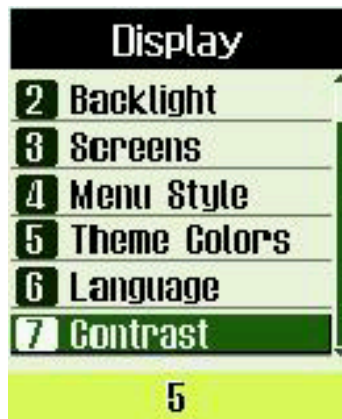 Display
2 Backlight
3 Screens
4 Menu Style
5 Theme Colors
6 Language
7 Contrast
5